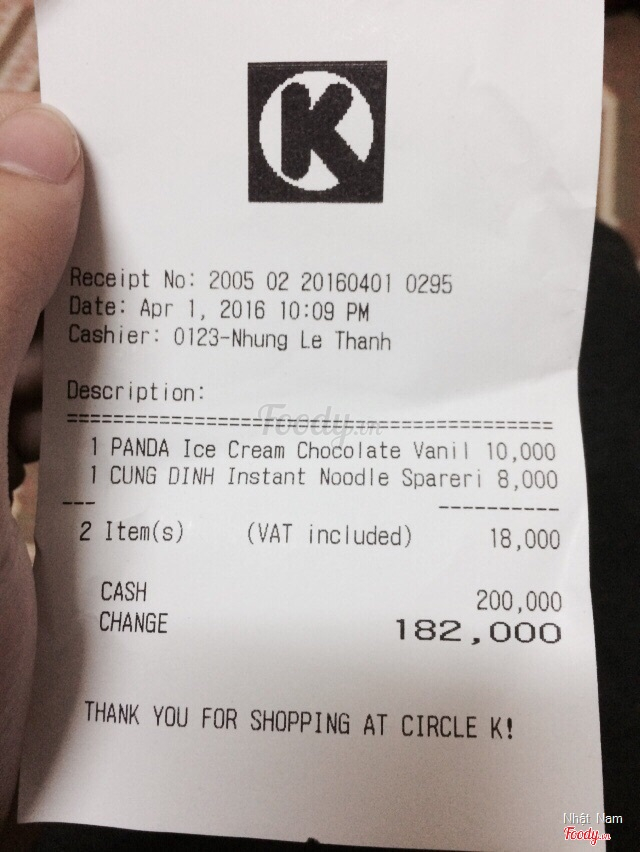 K
Receipt No: 2005 02 20160401 0295
Date: Apr 1, 2016 10:09 PM
Cashier: 0123-Nhung Le Thanh
Description:
Foody.vn
1 PANDA Ice Cream Chocolate Vanil 10,000
1 CUNG DINH Instant Noodle Spareri 8,000
2 Item(s) (VAT included) 18,000
CASH 200,000
CHANGE 182,000
THANK YOU FOR SHOPPING AT CIRCLE K!
Nhật Nam
Foody.vn